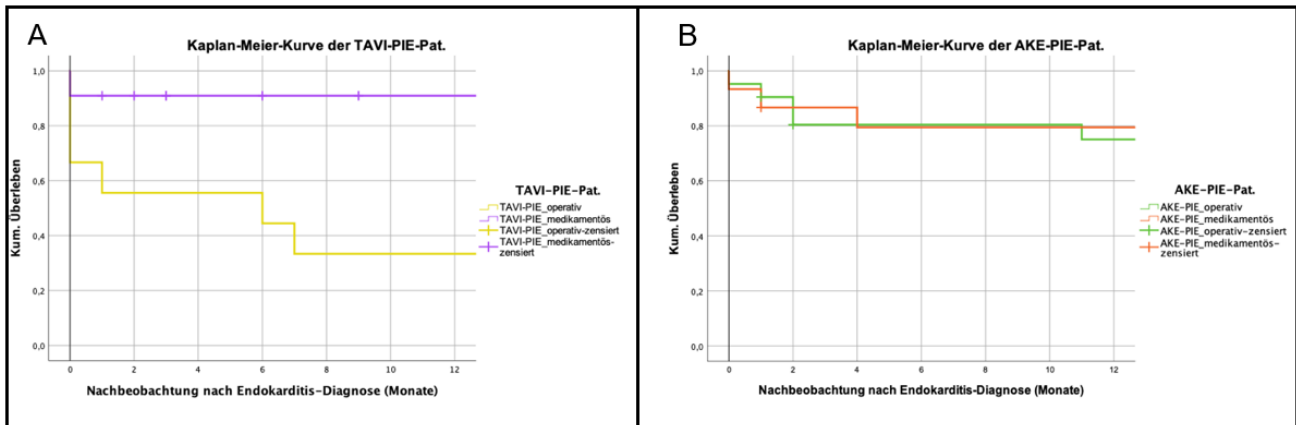 A
Kaplan-Meier-Kurve der TAVI-PIE-Pat.
Kum. Überleben
1,0
0,8
0,6
0,4
0,2
0,0
0
2
4
6
8
10
12
Nachbeobachtung nach Endokarditis-Diagnose (Monate)
TAVI-PIE-Pat.
TAVI-PIE_operativ
TAVI-PIE_medikamentös
TAVI-PIE_operativ-zensiert
TAVI-PIE_medikamentös-
zensiert
B
Kaplan-Meier-Kurve der AKE-PIE-Pat.
Kum. Überleben
1,0
0,8
0,6
0,4
0,2
0,0
0
2
4
6
8
10
12
Nachbeobachtung nach Endokarditis-Diagnose (Monate)
AKE-PIE-Pat.
AKE-PIE_operativ
AKE-PIE_medikamentös
AKE-PIE_operativ-zensiert
AKE-PIE_medikamentös-
zensiert